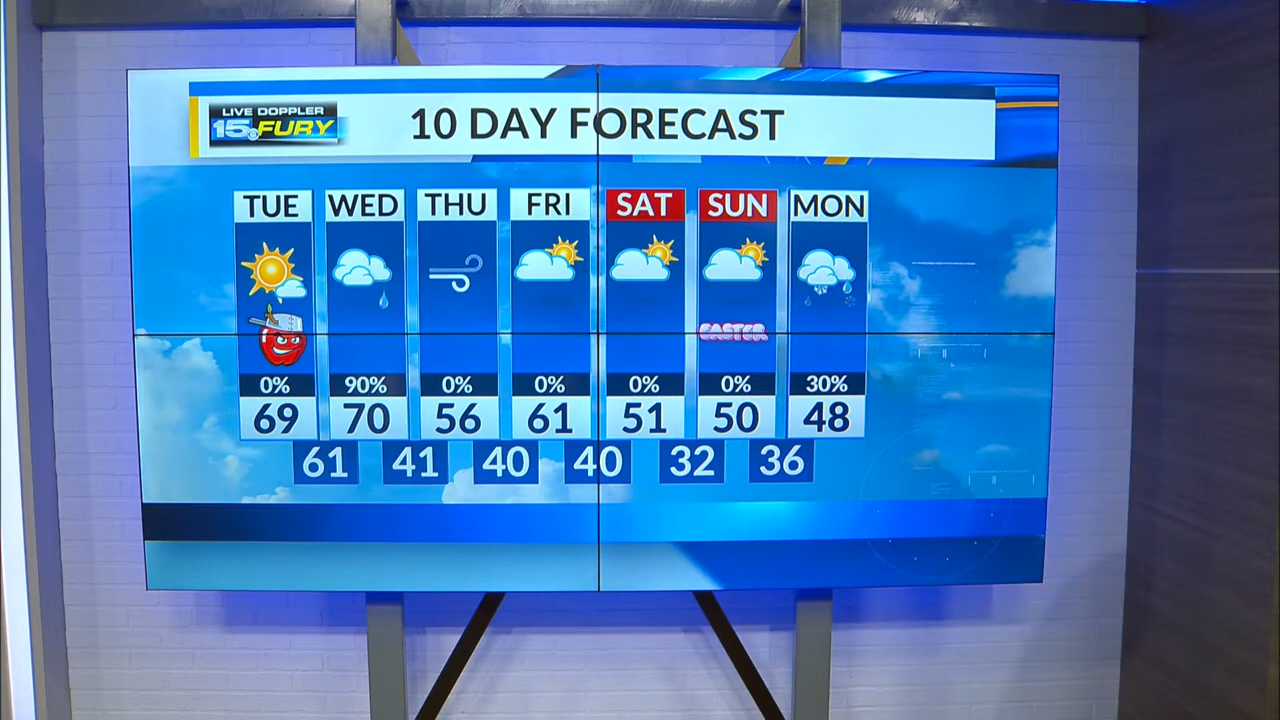 LIVE DOPPLER
15 FURY
10 DAY FORECAST
TUE WED THU FRI SAT SUN MON
EASTER
0% 90% 0% 0% 0% 0% 30%
69 70 56 61 51 50 48
61 41 40 40 32 36